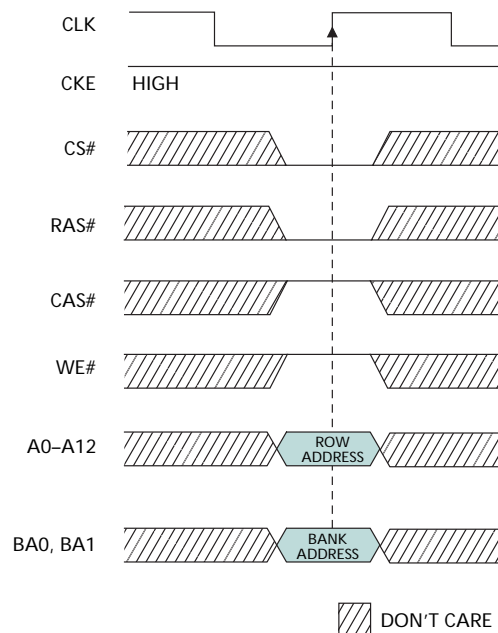 CLK
CKE HIGH
CS#
RAS#
CAS#
WE#
A0–A12 ROW
ADDRESS
BA0, BA1 BANK
ADDRESS
DON'T CARE